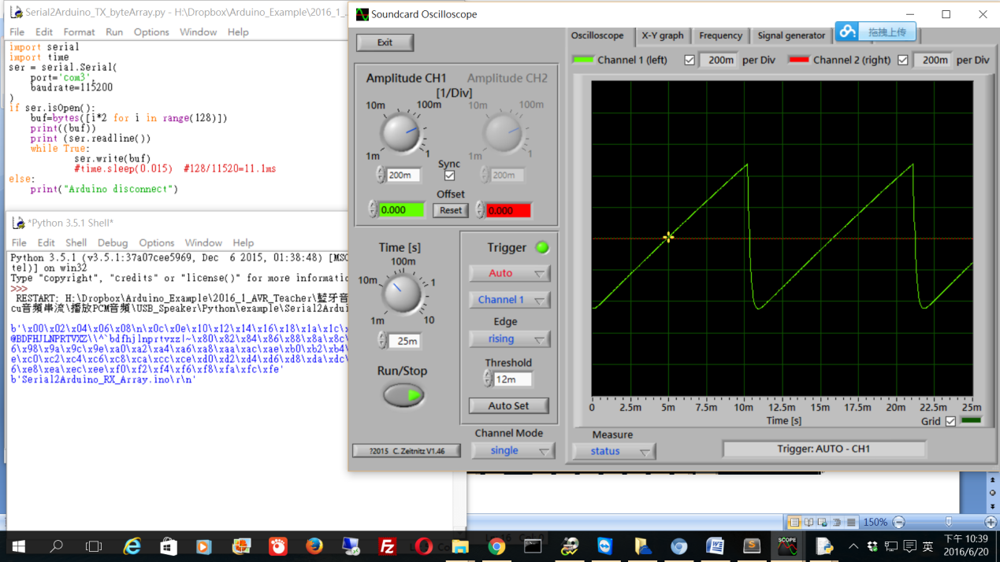 Serial2Arduino_TX_byteArray.py - H:\Dropbox\Arduino_Example\2016_1_...
File Edit Format Run Options Window Help
import serial
import time
ser = serial.Serial(
port='com3',
baudrate=115200
)
if ser.isOpen():
buf=bytes([i*2 for i in range(128)])
print((buf))
print (ser.readline())
while True:
ser.write(buf)
#time.sleep(0.015) #128/11520=11.1ms
else:
print("Arduino disconnect")
*Python 3.5.1 Shell*
File Edit Shell Debug Options Window Help
Python 3.5.1 (v3.5.1:37a07cee5969, Dec 6 2015, 01:38:48) [MSC
tel)] on win32
Type "copyright", "credits" or "license()" for more informatic
>>>
RESTART: H:\Dropbox\Arduino_Example\2016_1_AVR_Teacher\藍牙音
cu音頻串流\播放PCM音頻\USB_Speaker\Python\example\Serial2Ardui
b'\x00\x02\x04\x06\x08\n\x0c\x0e\x10\x12\x14\x16\x18\x1a\x1c\x
@BDFHJLNPRTVXZ\\^`bdfhjlnprtvxz|~\x80\x82\x84\x86\x88\x8a\x8c\
6\x98\x9a\x9c\x9e\xa0\xa2\xa4\xa6\xa8\xaa\xac\xae\xb0\xb2\xb4\
e\xc0\xc2\xc4\xc6\xc8\xca\xcc\xce\xd0\xd2\xd4\xd6\xd8\xda\xdc\
6\xe8\xea\xec\xee\xf0\xf2\xf4\xf6\xf8\xfa\xfc\xfe'
b'Serial2Arduino_RX_Array.ino\r\n'
Soundcard Oscilloscope
Exit
Amplitude CH1 Amplitude CH2
[1/Div]
10m 100m 10m 100m
1m 1 1m 1
200m Sync 200m
Offset
0.000 Reset 0.000
Time [s]
100m
10m 1
1m 10
25m
Run/Stop
?2015 C. Zeitnitz V1.46
Trigger
Auto
Channel 1
Edge
rising
Threshold
12m
Auto Set
Channel Mode
single
Oscilloscope X-Y graph Frequency Signal generator 拖拽上传
Channel 1 (left) 200m per Div Channel 2 (right) 200m per Div
0 2.5m 5m 7.5m 10m 12.5m 15m 17.5m 20m 22.5m 25m
Time [s]
Grid
Measure
status
Trigger: AUTO - CH1
150%
SCOPE
英
下午 10:39
2016/6/20